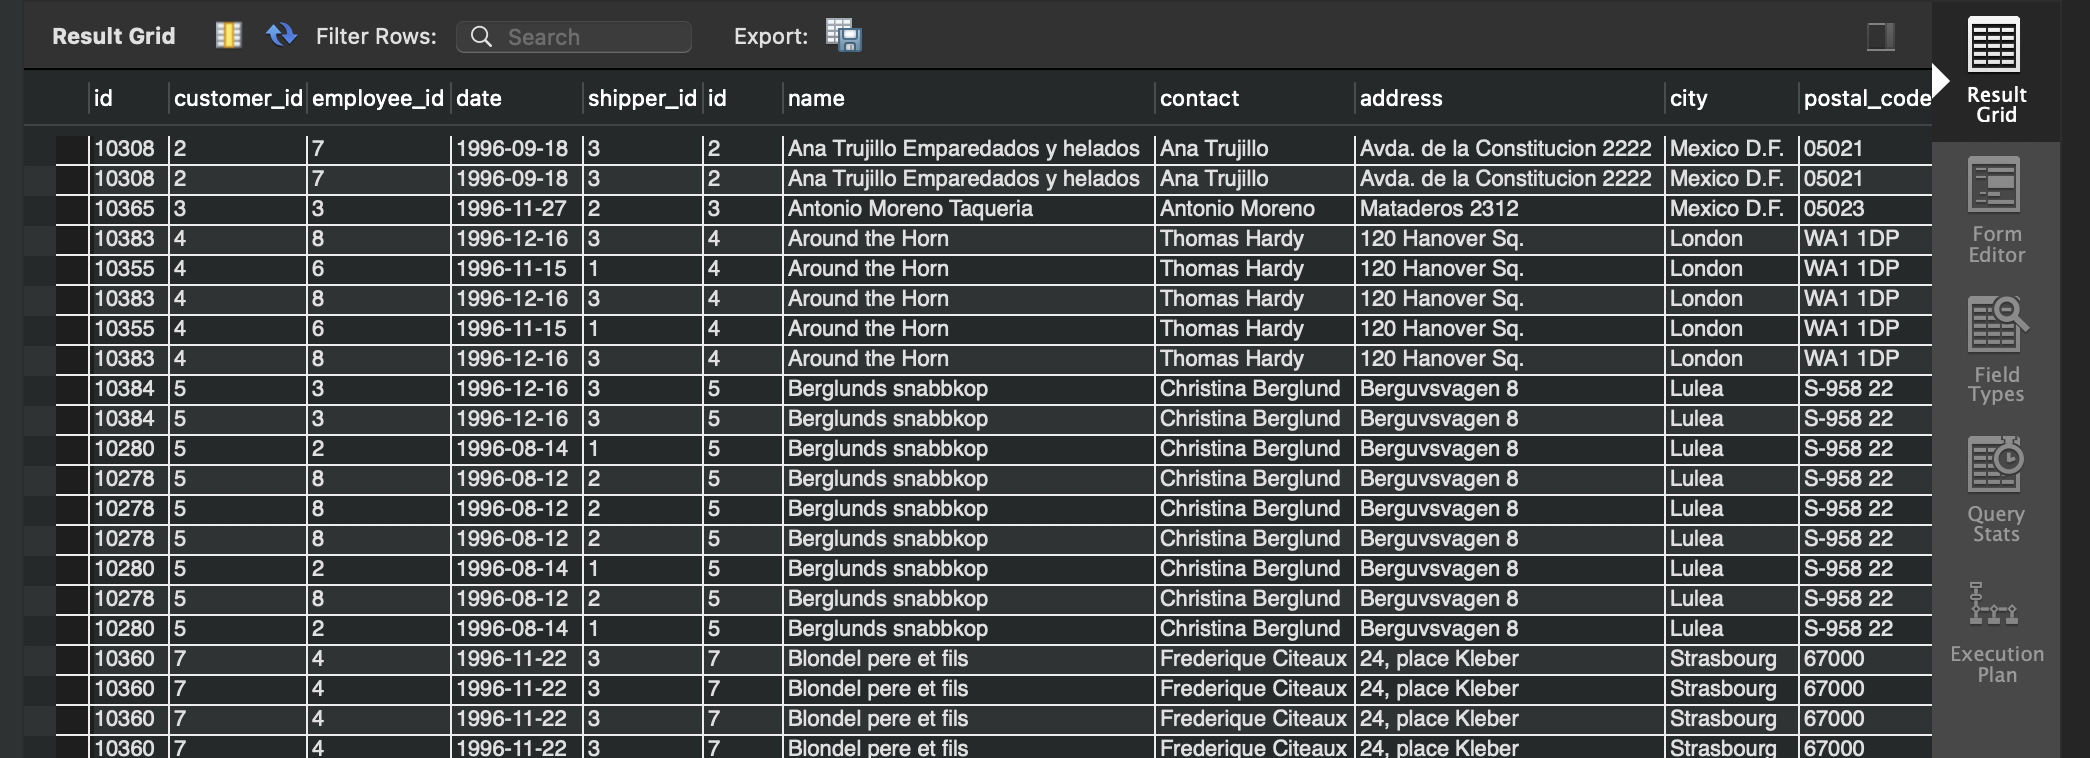 Result Grid Filter Rows: Search Export:
id customer_id employee_id date shipper_id id name contact address city postal_code
10308 2 7 1996-09-18 3 2 Ana Trujillo Emparedados y helados Ana Trujillo Avda. de la Constitucion 2222 Mexico D.F. 05021
10308 2 7 1996-09-18 3 2 Ana Trujillo Emparedados y helados Ana Trujillo Avda. de la Constitucion 2222 Mexico D.F. 05021
10365 3 3 1996-11-27 2 3 Antonio Moreno Taqueria Antonio Moreno Mataderos 2312 Mexico D.F. 05023
10383 4 8 1996-12-16 3 4 Around the Horn Thomas Hardy 120 Hanover Sq. London WA1 1DP
10355 4 6 1996-11-15 1 4 Around the Horn Thomas Hardy 120 Hanover Sq. London WA1 1DP
10383 4 8 1996-12-16 3 4 Around the Horn Thomas Hardy 120 Hanover Sq. London WA1 1DP
10355 4 6 1996-11-15 1 4 Around the Horn Thomas Hardy 120 Hanover Sq. London WA1 1DP
10383 4 8 1996-12-16 3 4 Around the Horn Thomas Hardy 120 Hanover Sq. London WA1 1DP
10384 5 3 1996-12-16 3 5 Berglunds snabbkop Christina Berglund Berguvsvagen 8 Lulea S-958 22
10384 5 3 1996-12-16 3 5 Berglunds snabbkop Christina Berglund Berguvsvagen 8 Lulea S-958 22
10280 5 2 1996-08-14 1 5 Berglunds snabbkop Christina Berglund Berguvsvagen 8 Lulea S-958 22
10278 5 8 1996-08-12 2 5 Berglunds snabbkop Christina Berglund Berguvsvagen 8 Lulea S-958 22
10278 5 8 1996-08-12 2 5 Berglunds snabbkop Christina Berglund Berguvsvagen 8 Lulea S-958 22
10278 5 8 1996-08-12 2 5 Berglunds snabbkop Christina Berglund Berguvsvagen 8 Lulea S-958 22
10280 5 2 1996-08-14 1 5 Berglunds snabbkop Christina Berglund Berguvsvagen 8 Lulea S-958 22
10278 5 8 1996-08-12 2 5 Berglunds snabbkop Christina Berglund Berguvsvagen 8 Lulea S-958 22
10280 5 2 1996-08-14 1 5 Berglunds snabbkop Christina Berglund Berguvsvagen 8 Lulea S-958 22
10360 7 4 1996-11-22 3 7 Blondel pere et fils Frederique Citeaux 24, place Kleber Strasbourg 67000
10360 7 4 1996-11-22 3 7 Blondel pere et fils Frederique Citeaux 24, place Kleber Strasbourg 67000
10360 7 4 1996-11-22 3 7 Blondel pere et fils Frederique Citeaux 24, place Kleber Strasbourg 67000
10360 7 4 1996-11-22 3 7 Blondel pere et fils Frederique Citeaux 24, place Kleber Strasbourg 67000
Result
Grid
Form
Editor
Field
Types
Query
Stats
Execution
Plan